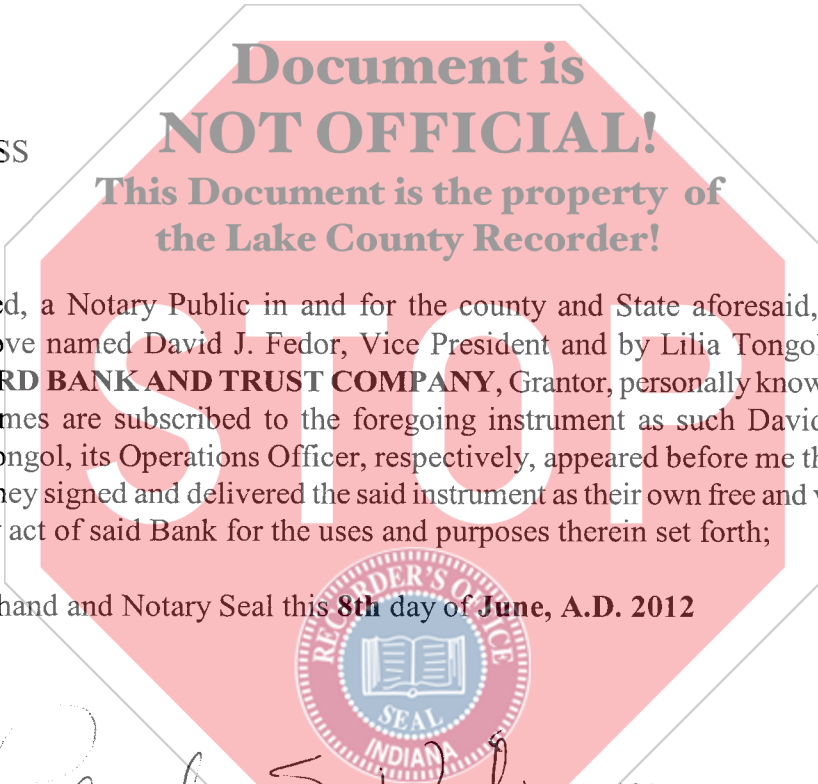 Document is
NOT OFFICIAL!
This Document is the property of
the Lake County Recorder!
SS
ed, a Notary Public in and for the county and State aforesaid,
ove named David J. Fedor, Vice President and by Lilia Tongol
RD BANK AND TRUST COMPANY, Grantor, personally know
mes are subscribed to the foregoing instrument as such David
ongol, its Operations Officer, respectively, appeared before me th
hey signed and delivered the said instrument as their own free and v
act of said Bank for the uses and purposes therein set forth;
hand and Notary Seal this 8th day of June, A.D. 2012
STOP
RECORDER'S OFFICE
SEAL
INDIANA